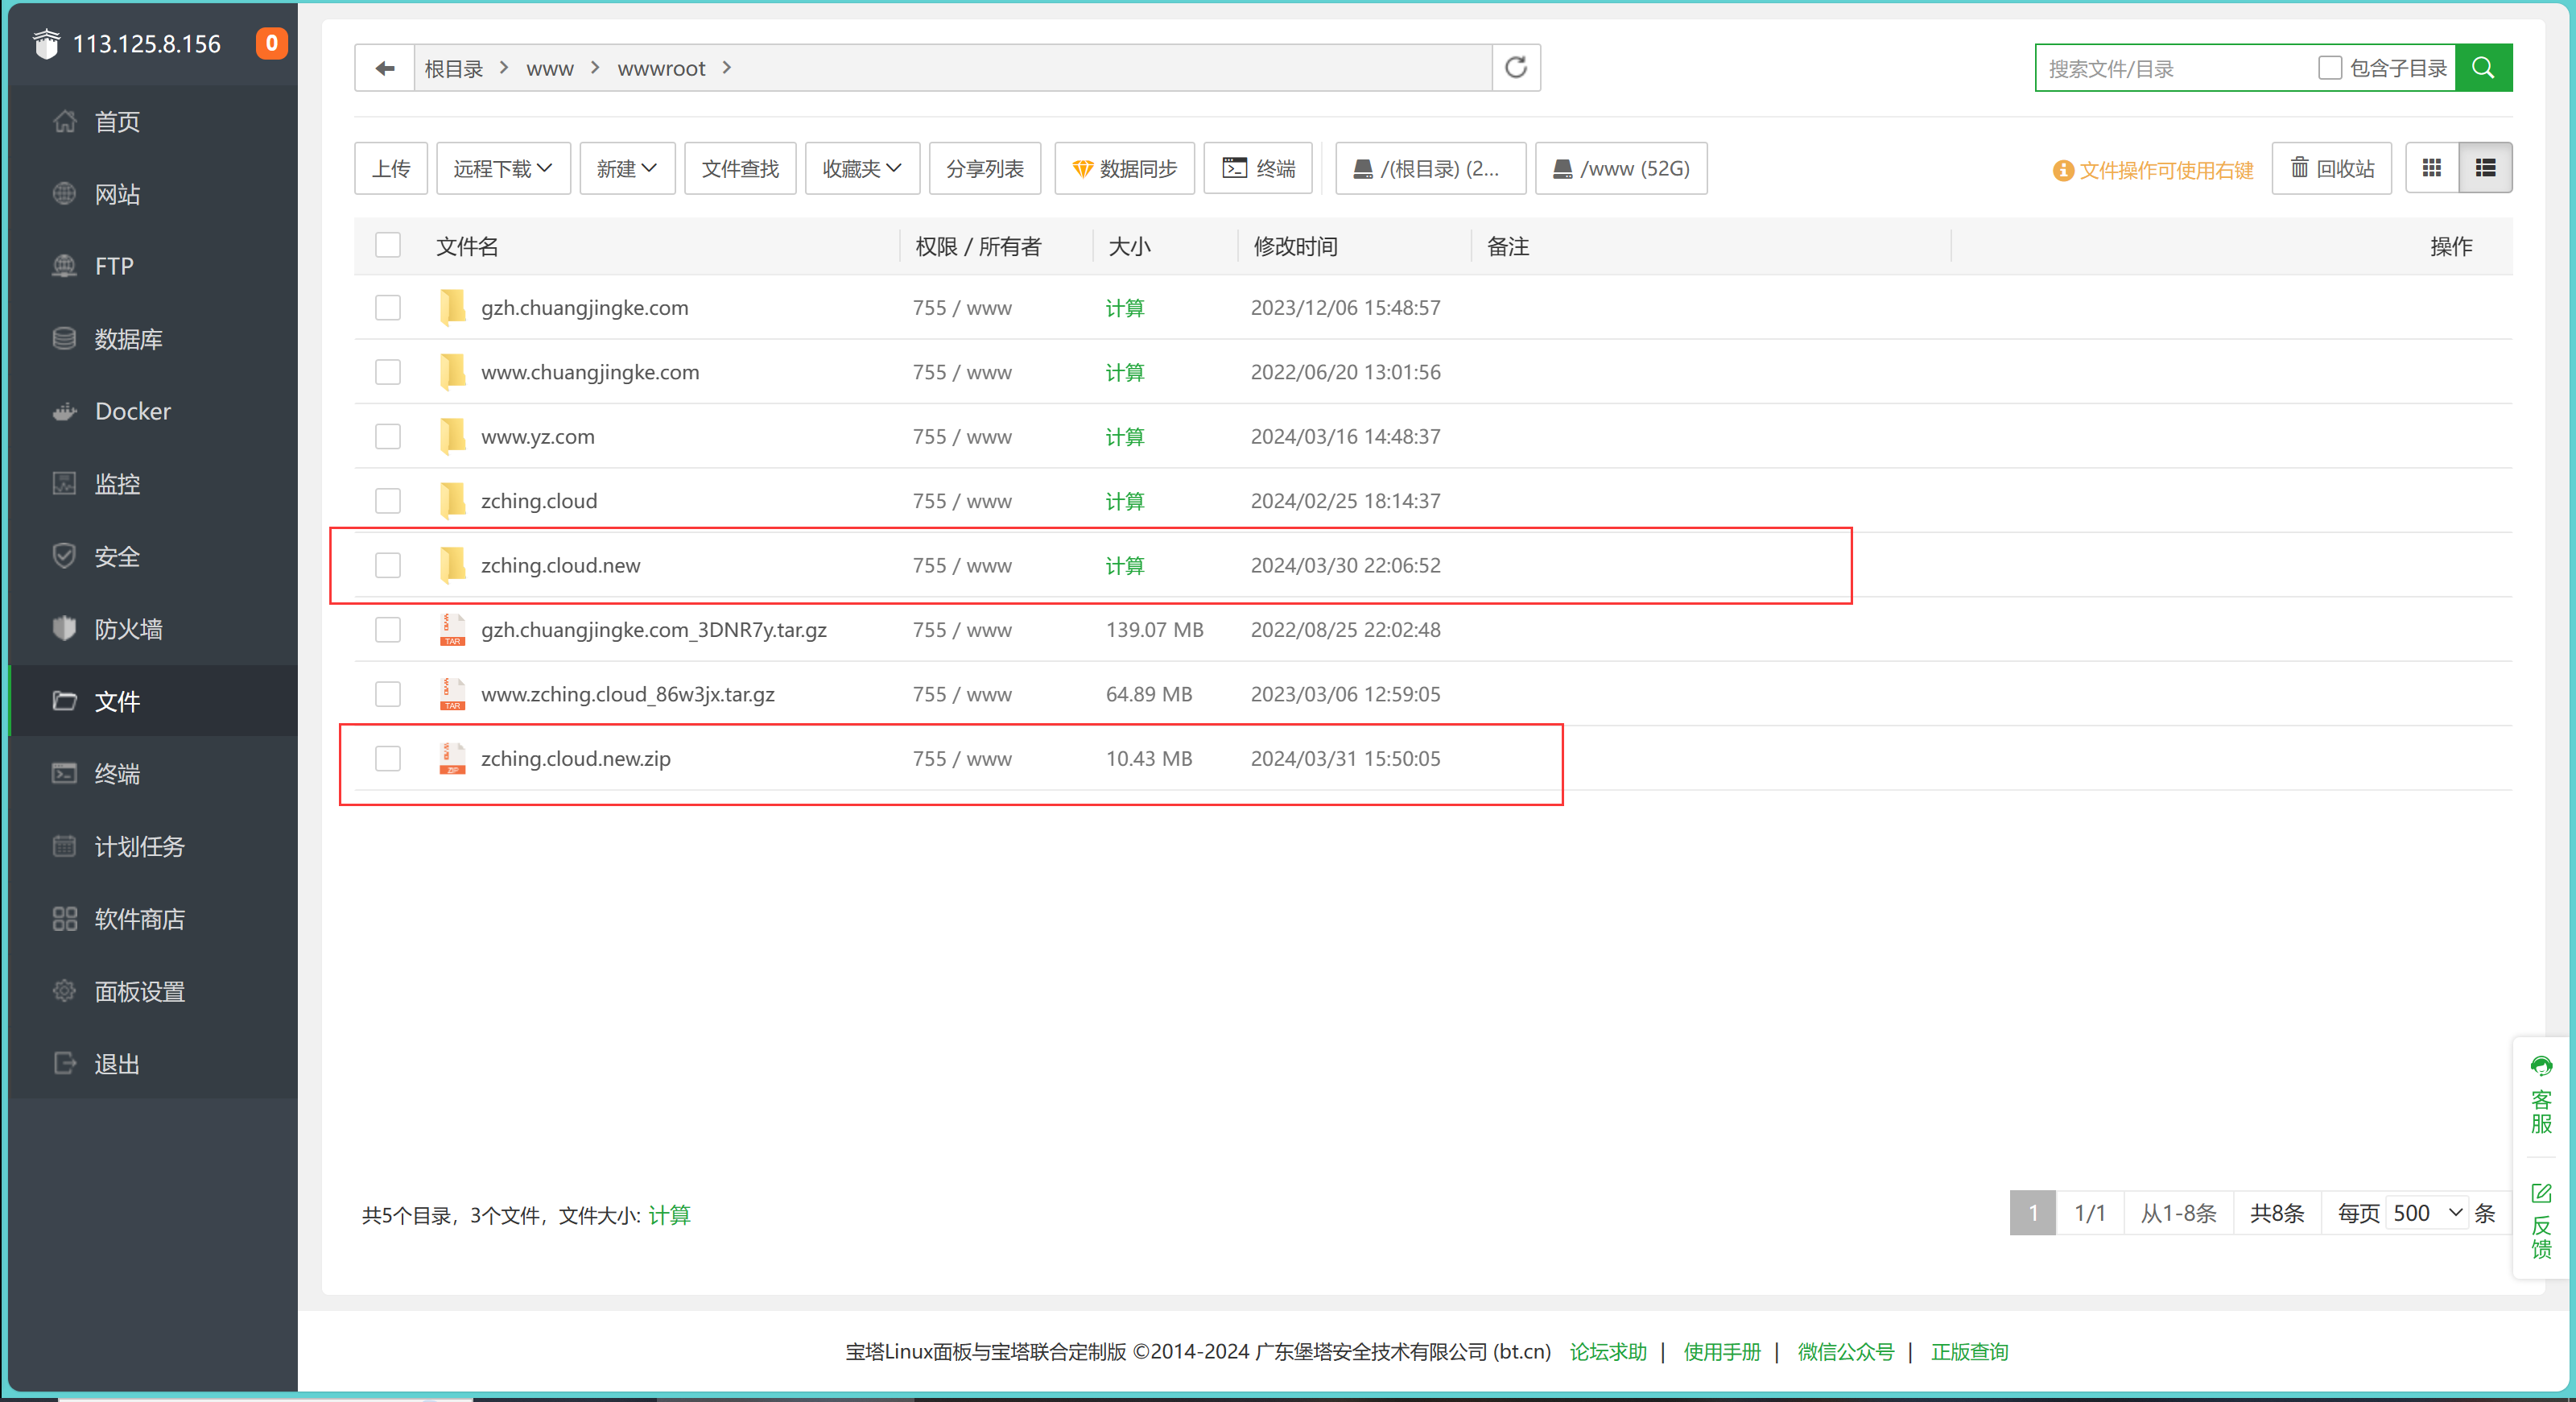 113.125.8.156 0
首页
网站
FTP
数据库
Docker
监控
安全
防火墙
文件
终端
计划任务
软件商店
面板设置
退出
根目录 > www > wwwroot >
搜索文件/目录 包含子目录
上传 远程下载 新建 文件查找 收藏夹 分享列表 数据同步 终端 /(根目录) (2... /www (52G) 文件操作可使用右键 回收站
文件名 权限 / 所有者 大小 修改时间 备注 操作
gzh.chuangjingke.com 755 / www 计算 2023/12/06 15:48:57
www.chuangjingke.com 755 / www 计算 2022/06/20 13:01:56
www.yz.com 755 / www 计算 2024/03/16 14:48:37
zching.cloud 755 / www 计算 2024/02/25 18:14:37
zching.cloud.new 755 / www 计算 2024/03/30 22:06:52
TAR gzh.chuangjingke.com_3DNR7y.tar.gz 755 / www 139.07 MB 2022/08/25 22:02:48
TAR www.zching.cloud_86w3jx.tar.gz 755 / www 64.89 MB 2023/03/06 12:59:05
ZIP zching.cloud.new.zip 755 / www 10.43 MB 2024/03/31 15:50:05
共5个目录，3个文件，文件大小: 计算
1 1/1 从1-8条 共8条 每页 500 条
客服
反馈
宝塔Linux面板与宝塔联合定制版 ©2014-2024 广东堡塔安全技术有限公司 (bt.cn) 论坛求助 | 使用手册 | 微信公众号 | 正版查询